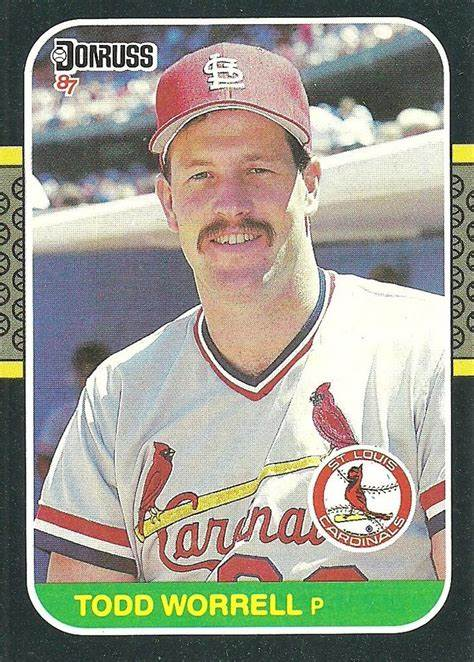 DONRUSS
'87
STL
Cardinals
ST. LOUIS
CARDINALS
®
TODD WORRELL P